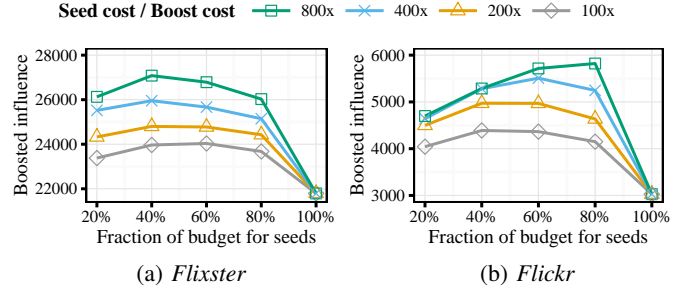 Seed cost / Boost cost 800x 400x 200x 100x
Boosted influence
28000
26000
24000
22000
20% 40% 60% 80% 100%
Fraction of budget for seeds
(a) Flixster
Boosted influence
6000
5000
4000
3000
20% 40% 60% 80% 100%
Fraction of budget for seeds
(b) Flickr